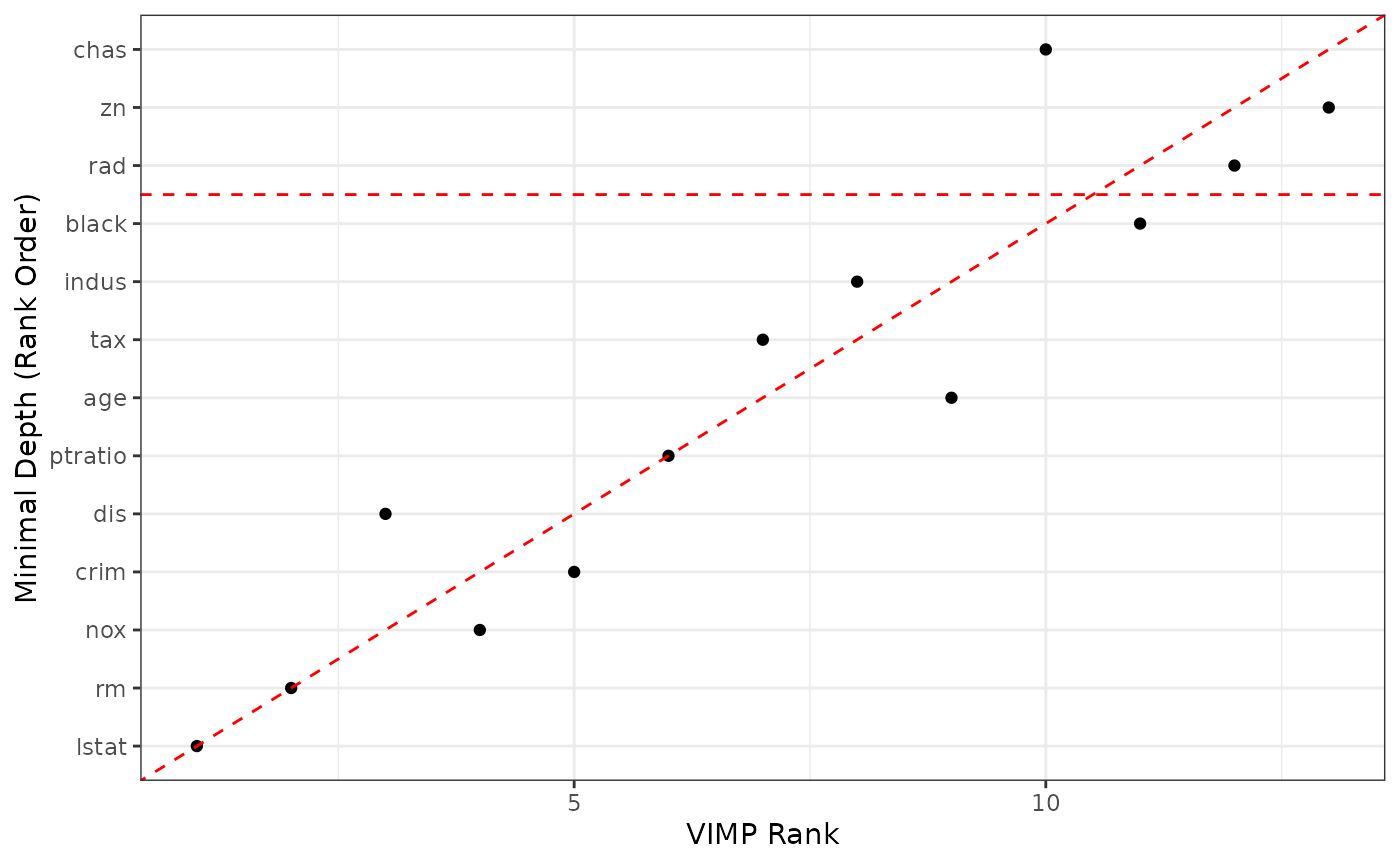 chas
zn
rad
black
indus
tax
age
ptratio
dis
crim
nox
rm
lstat
Minimal Depth (Rank Order)
5
10
VIMP Rank